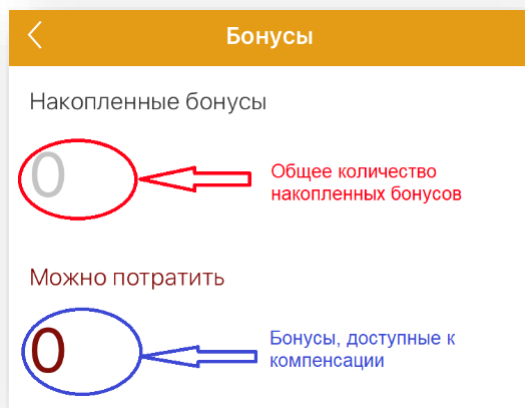 Бонусы
Накопленные бонусы
0
Общее количество
накопленных бонусов
Можно потратить
0
Бонусы, доступные к
компенсации